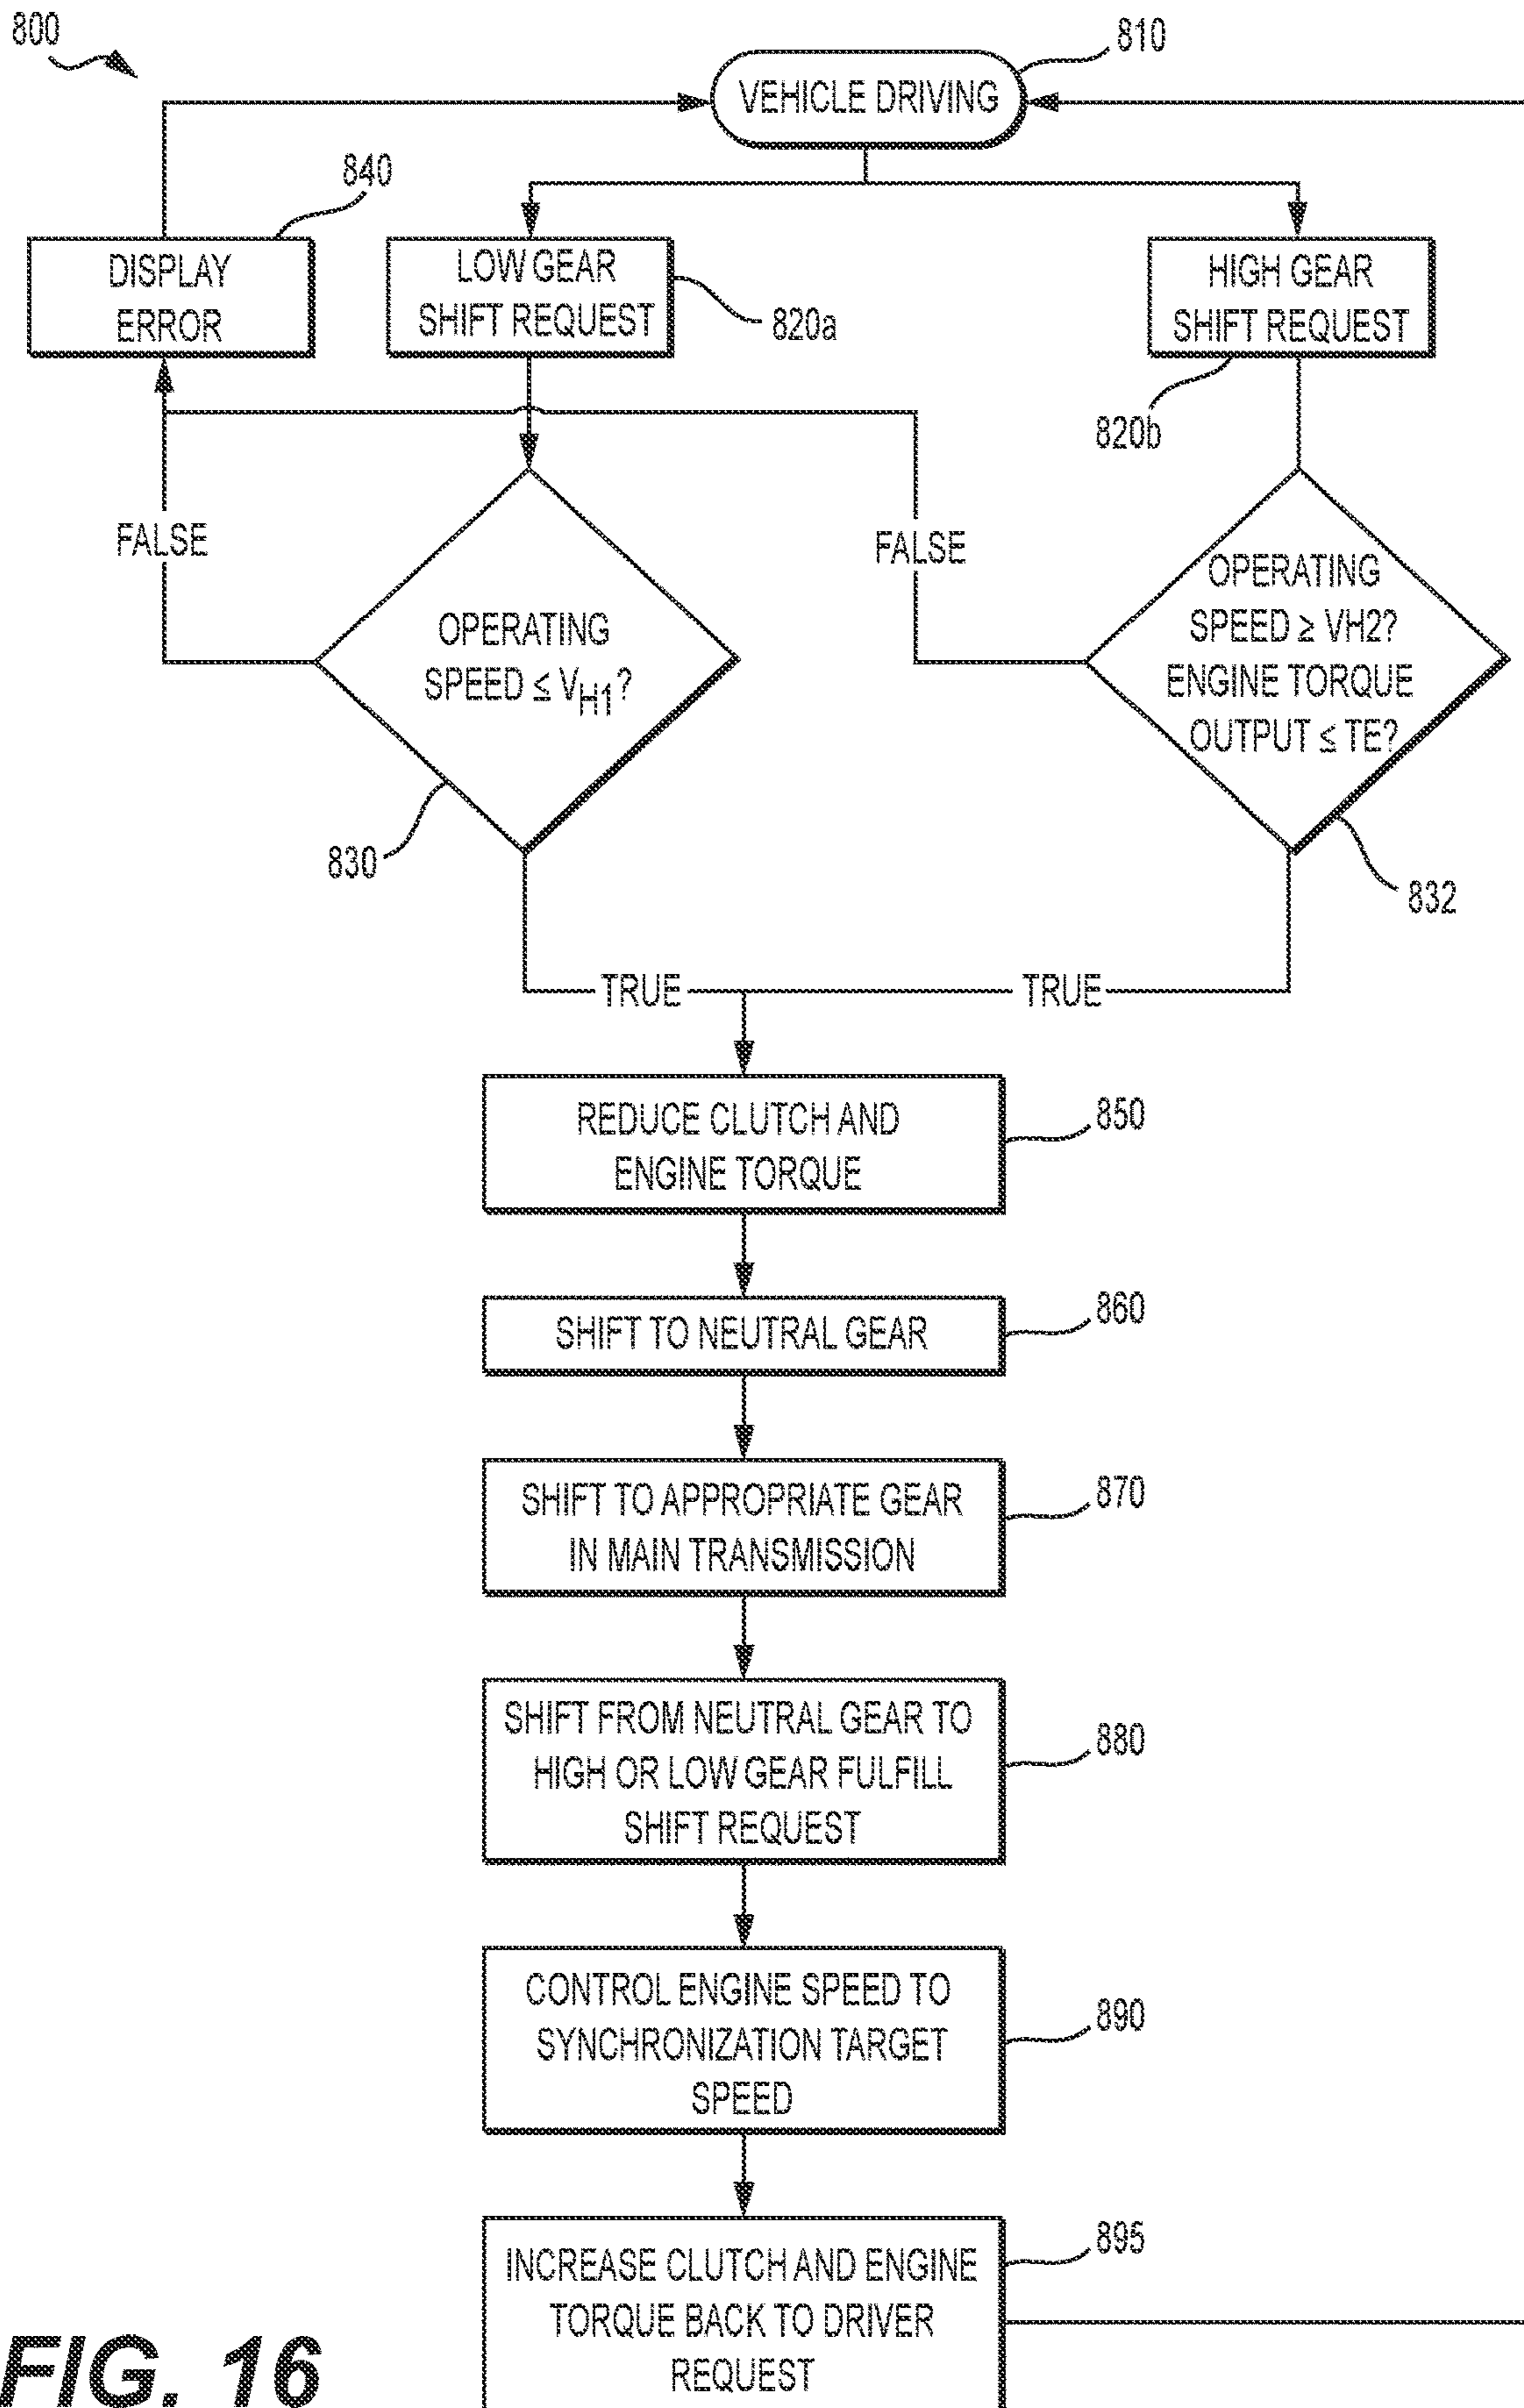 800
810
VEHICLE DRIVING
840
DISPLAY
ERROR
LOW GEAR
SHIFT REQUEST
820a
HIGH GEAR
SHIFT REQUEST
820b
FALSE
FALSE
OPERATING
SPEED ≤ VH1?
830
OPERATING
SPEED ≥ VH2?
ENGINE TORQUE
OUTPUT ≤ TE?
832
TRUE
TRUE
REDUCE CLUTCH AND
ENGINE TORQUE
850
SHIFT TO NEUTRAL GEAR
860
SHIFT TO APPROPRIATE GEAR
IN MAIN TRANSMISSION
870
SHIFT FROM NEUTRAL GEAR TO
HIGH OR LOW GEAR FULFILL
SHIFT REQUEST
880
CONTROL ENGINE SPEED TO
SYNCHRONIZATION TARGET
SPEED
890
INCREASE CLUTCH AND ENGINE
TORQUE BACK TO DRIVER
REQUEST
895
FIG. 16